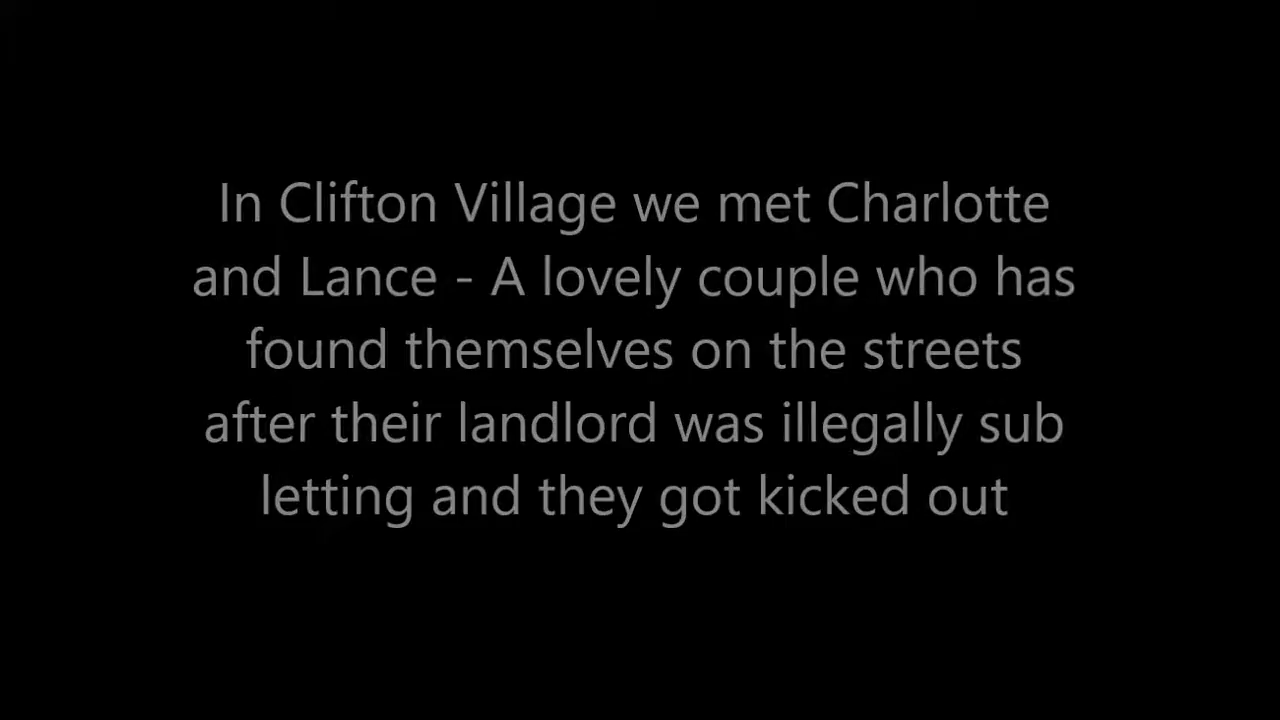 In Clifton Village we met Charlotte
and Lance - A lovely couple who has
found themselves on the streets
after their landlord was illegally sub
letting and they got kicked out